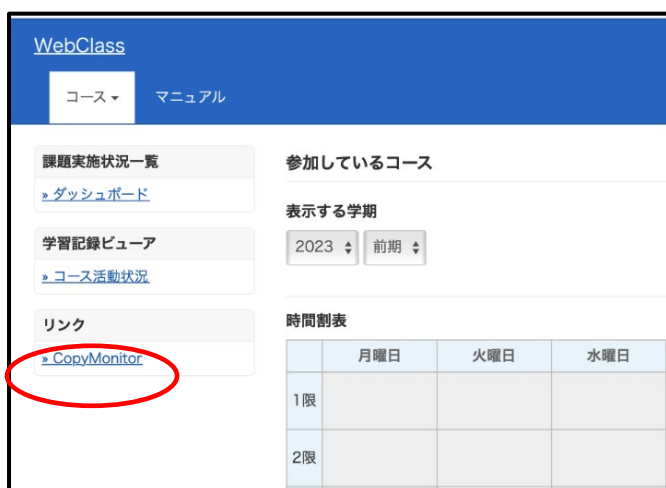 WebClass
コース
マニュアル
課題実施状況一覧
» ダッシュボード
学習記録ビューア
» コース活動状況
リンク
» CopyMonitor
参加しているコース
表示する学期
2023 前期
時間割表
月曜日 火曜日 水曜日
1限
2限